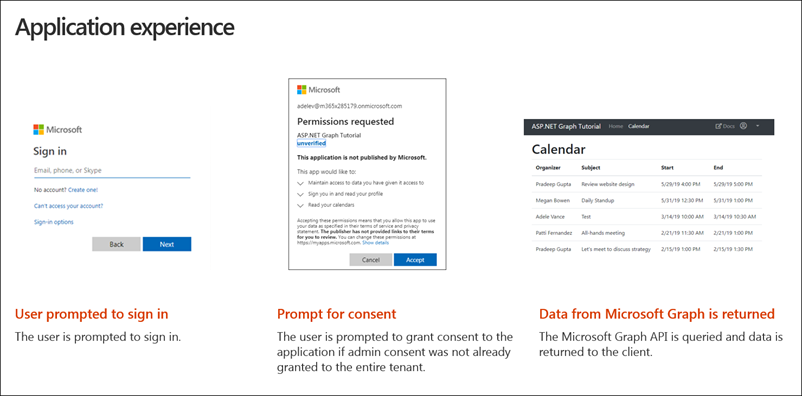 Application experience
Microsoft
Sign in
Email, phone, or Skype
No account? Create one!
Can't access your account?
Sign-in options
Back
Next
Microsoft
adelev@m365x285179.onmicrosoft.com
Permissions requested
ASP.NET Graph Tutorial
unverified
This application is not published by Microsoft.
This app would like to:
Maintain access to data you have given it access to
Sign you in and read your profile
Read your calendars
Accepting these permissions means that you allow this app to use
your data as specified in their terms of service and privacy
statement. The publisher has not provided links to their terms
for you to review. You can change these permissions at
https://myapps.microsoft.com. Show details
Cancel
Accept
ASP.NET Graph Tutorial Home Calendar Docs
Calendar
Organizer Subject Start End
Pradeep Gupta Review website design 5/29/19 4:00 PM 5/29/19 5:00 PM
Megan Bowen Daily Standup 5/31/19 12:30 PM 5/31/19 1:00 PM
Adele Vance Test 3/14/19 10:00 AM 3/14/19 10:30 AM
Patti Fernandez All-hands meeting 2/21/19 11:30 AM 2/21/19 1:00 PM
Pradeep Gupta Let's meet to discuss strategy 2/15/19 1:00 PM 2/15/19 1:30 PM
User prompted to sign in
The user is prompted to sign in.
Prompt for consent
The user is prompted to grant consent to the
application if admin consent was not already
granted to the entire tenant.
Data from Microsoft Graph is returned
The Microsoft Graph API is queried and data is
returned to the client.